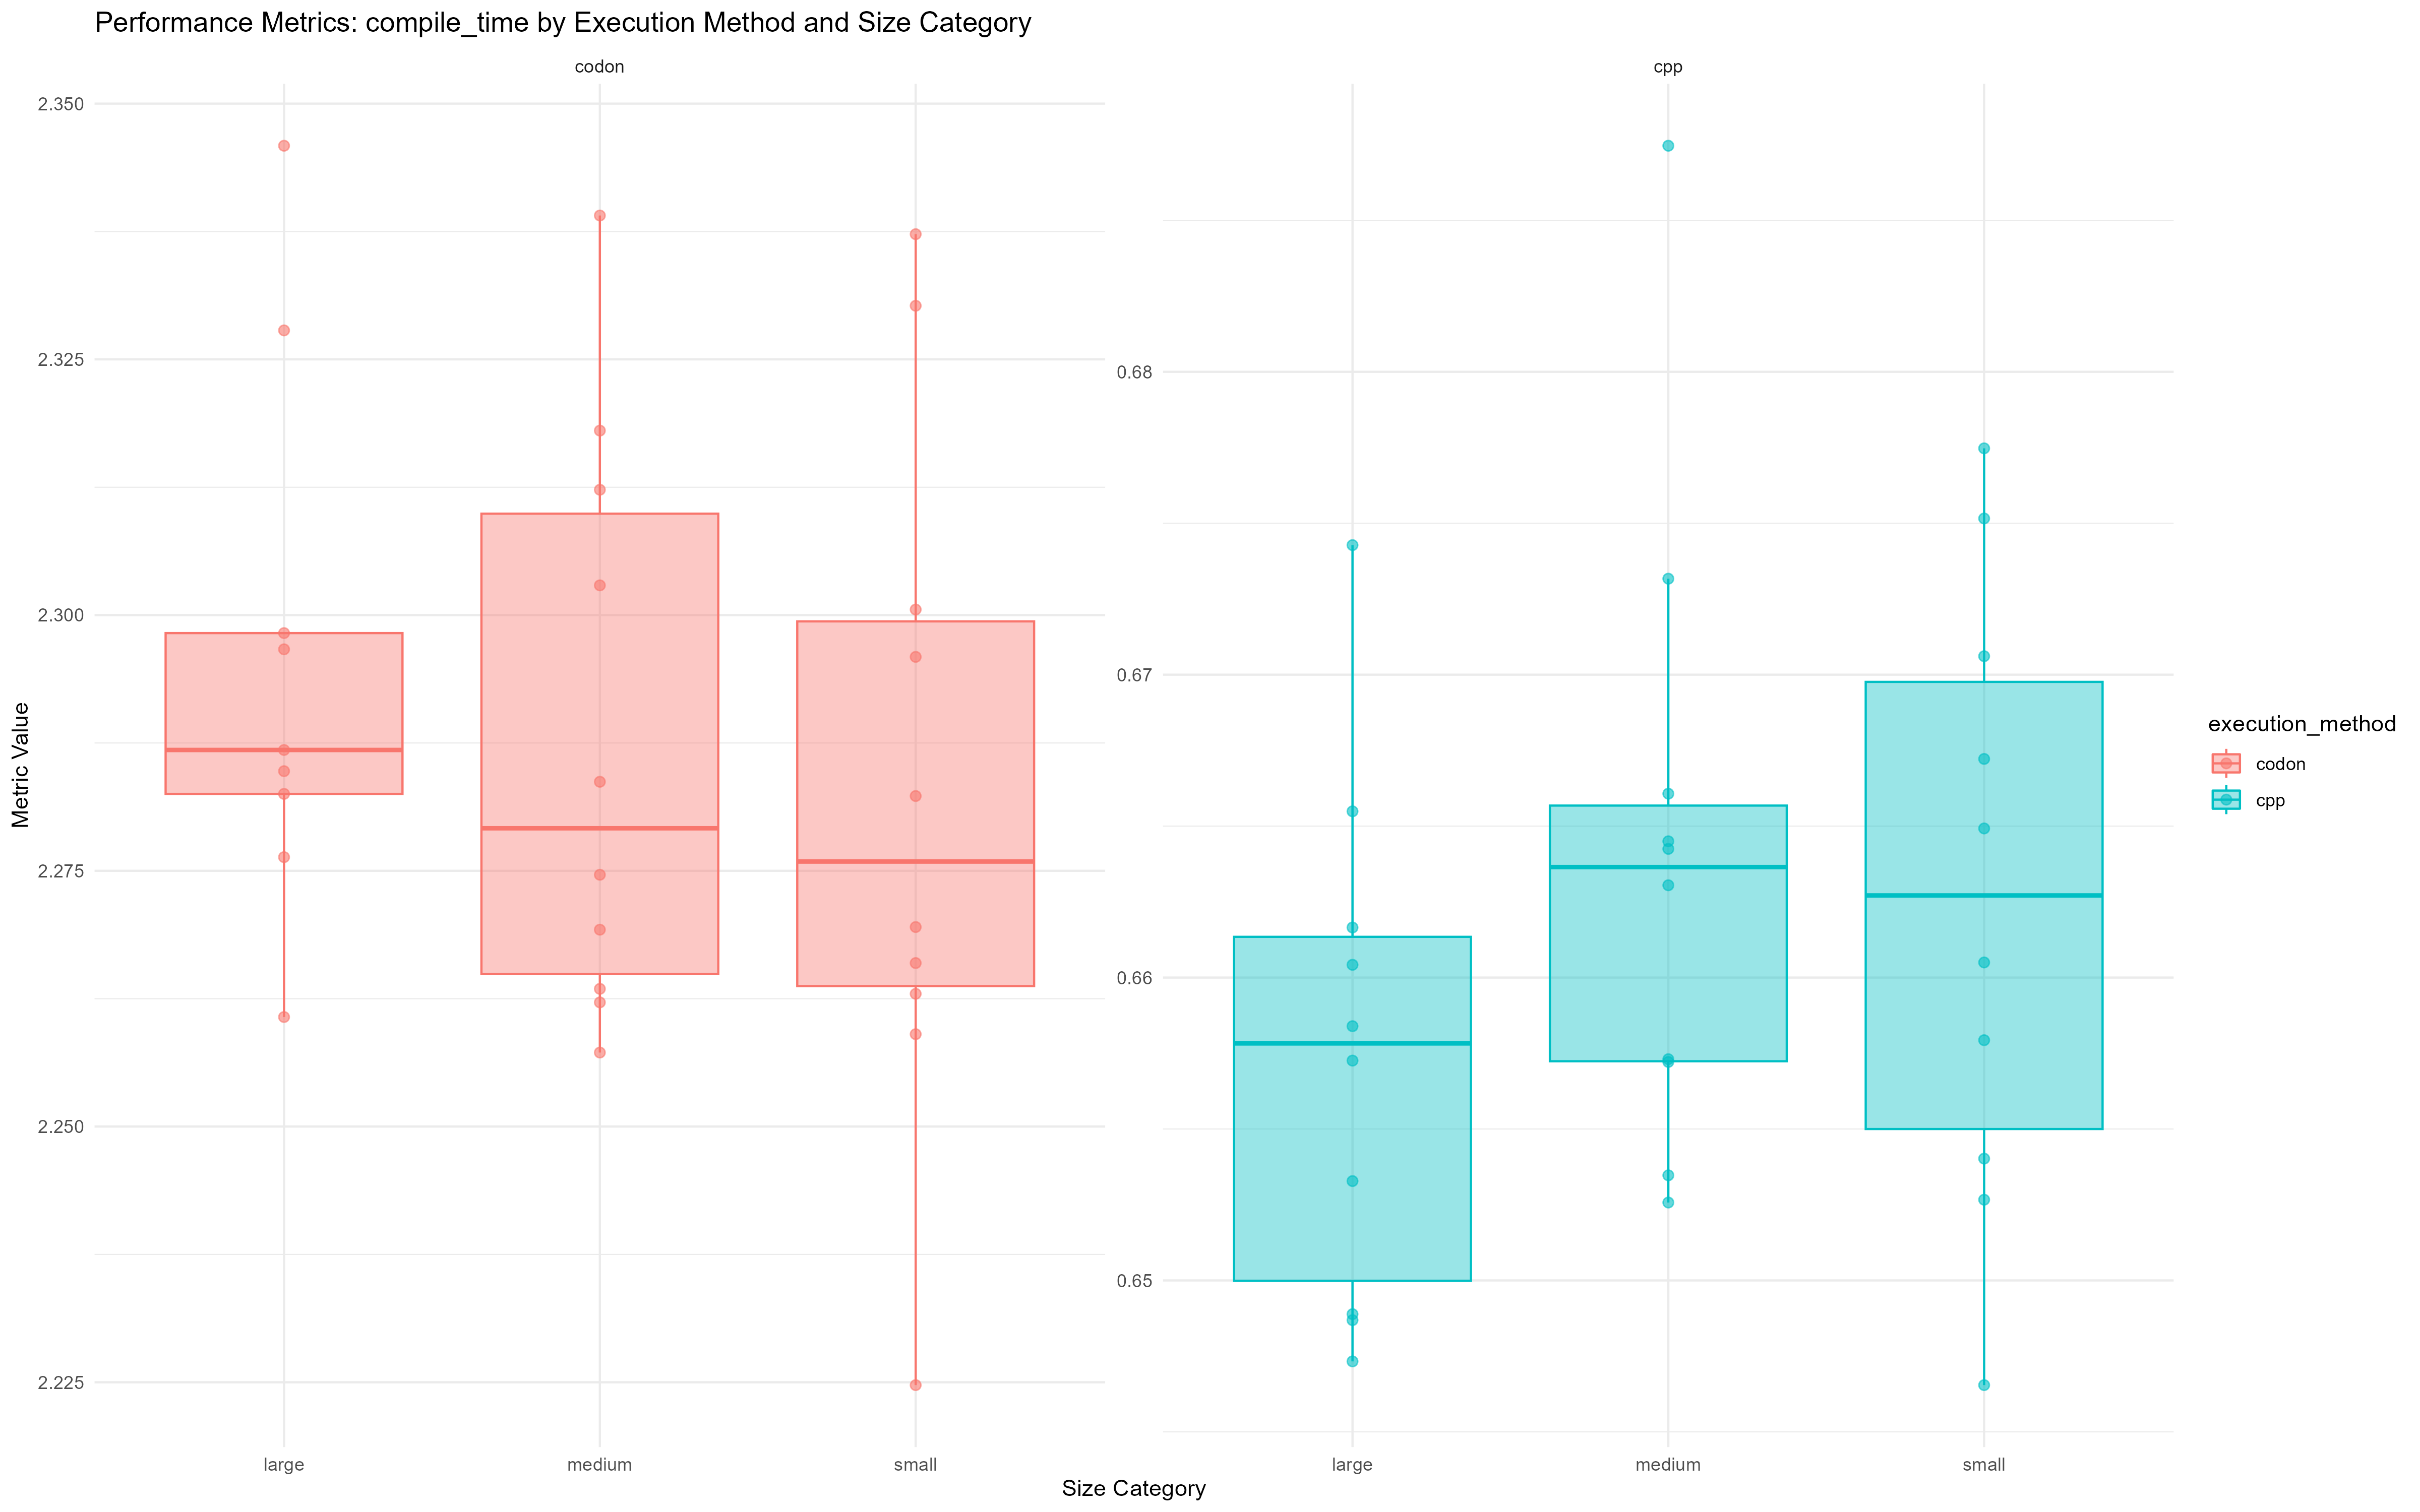 Performance Metrics: compile_time by Execution Method and Size Category
codon
cpp
2.350
2.325
2.300
2.275
2.250
2.225
0.68
0.67
0.66
0.65
Metric Value
large
medium
small
large
medium
small
Size Category
execution_method
codon
cpp